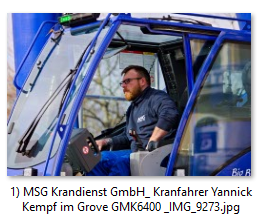 1) MSG Krandienst GmbH_ Kranfahrer Yannick
Kempf im Grove GMK6400 _IMG_9273.jpg